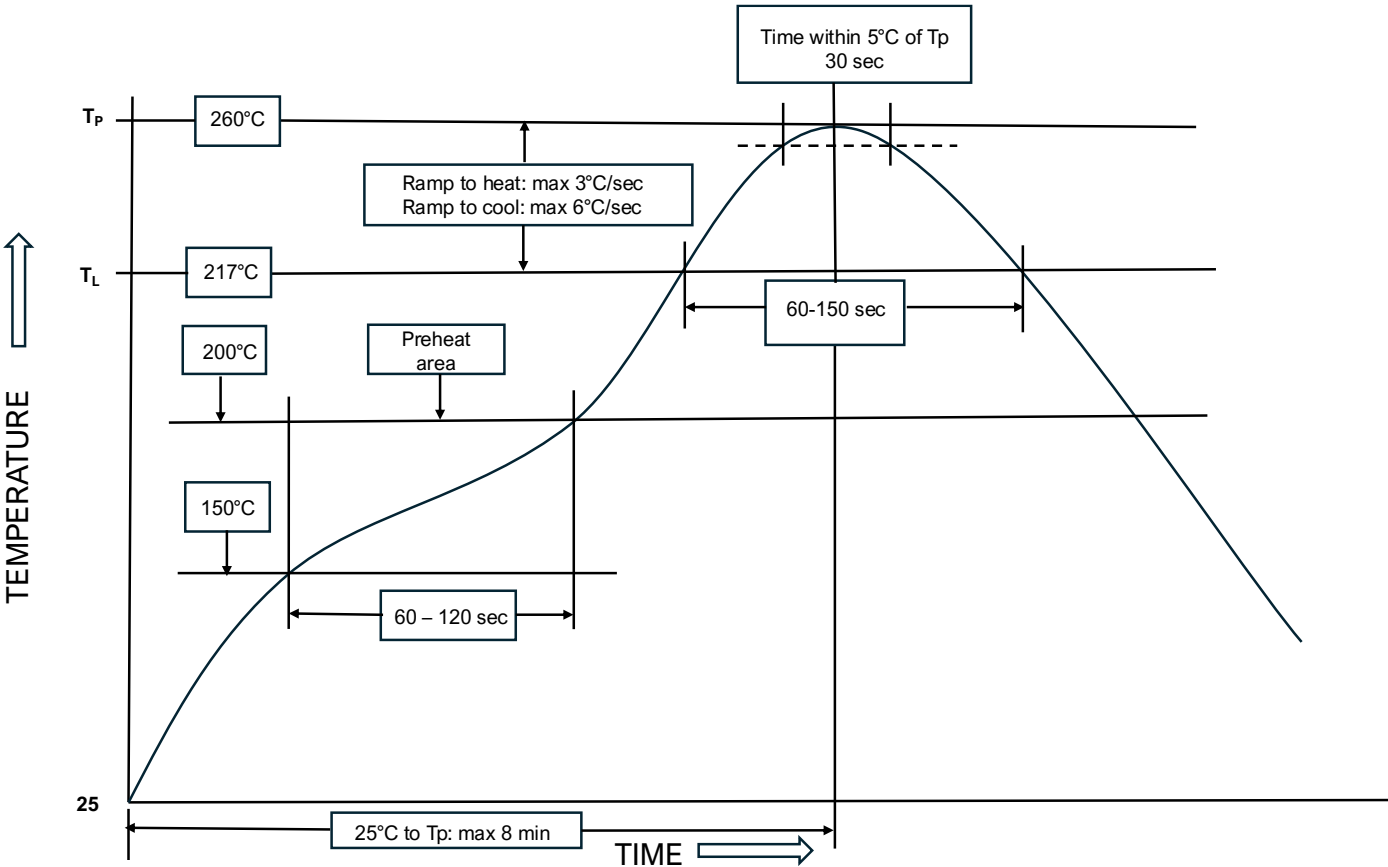 Time within 5°C of Tp
30 sec
TP
260°C
Ramp to heat: max 3°C/sec
Ramp to cool: max 6°C/sec
TL
217°C
60-150 sec
200°C
Preheat
area
150°C
60 – 120 sec
TEMPERATURE
25
25°C to Tp: max 8 min
TIME